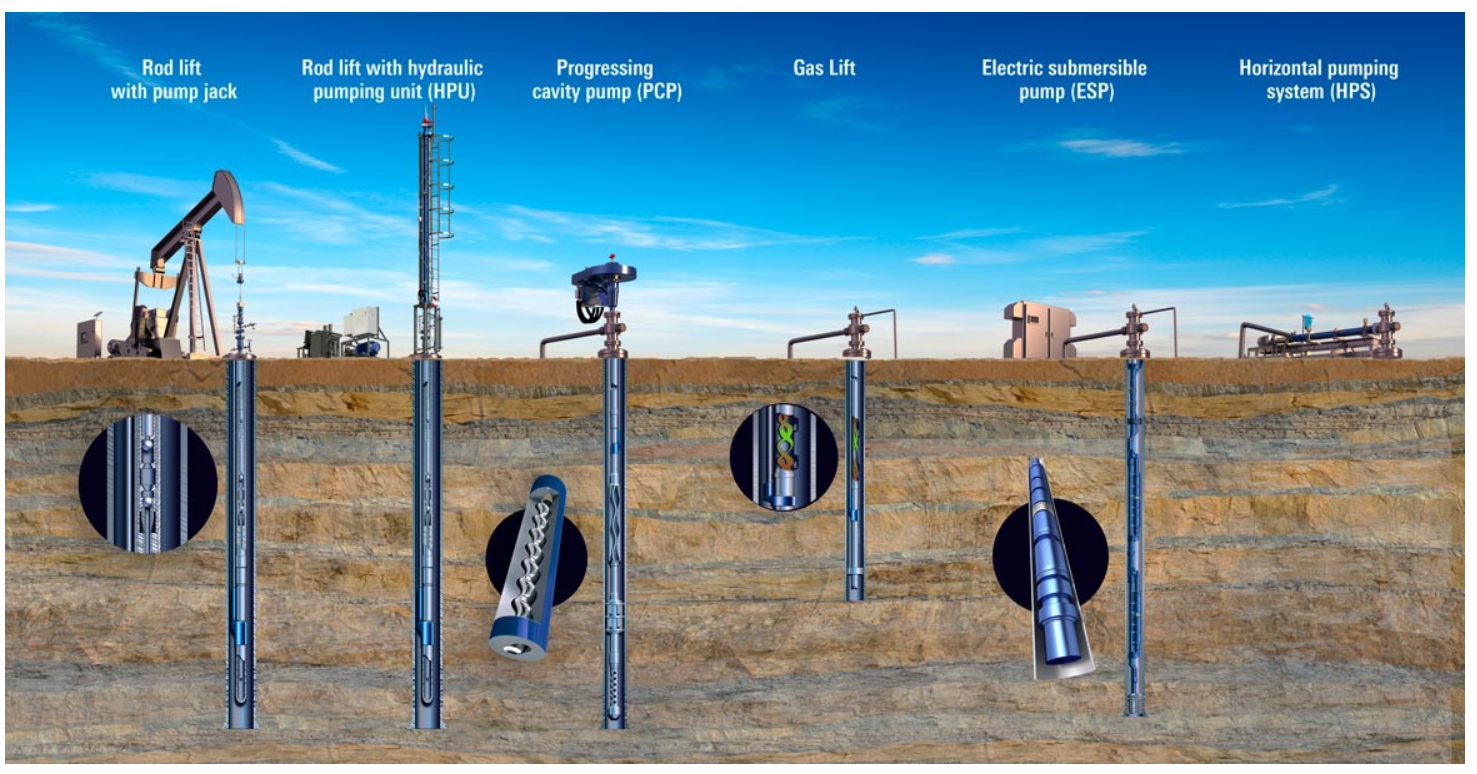 Rod lift
with pump jack
Rod lift with hydraulic
pumping unit (HPU)
Progressing
cavity pump (PCP)
Gas Lift
Electric submersible
pump (ESP)
Horizontal pumping
system (HPS)